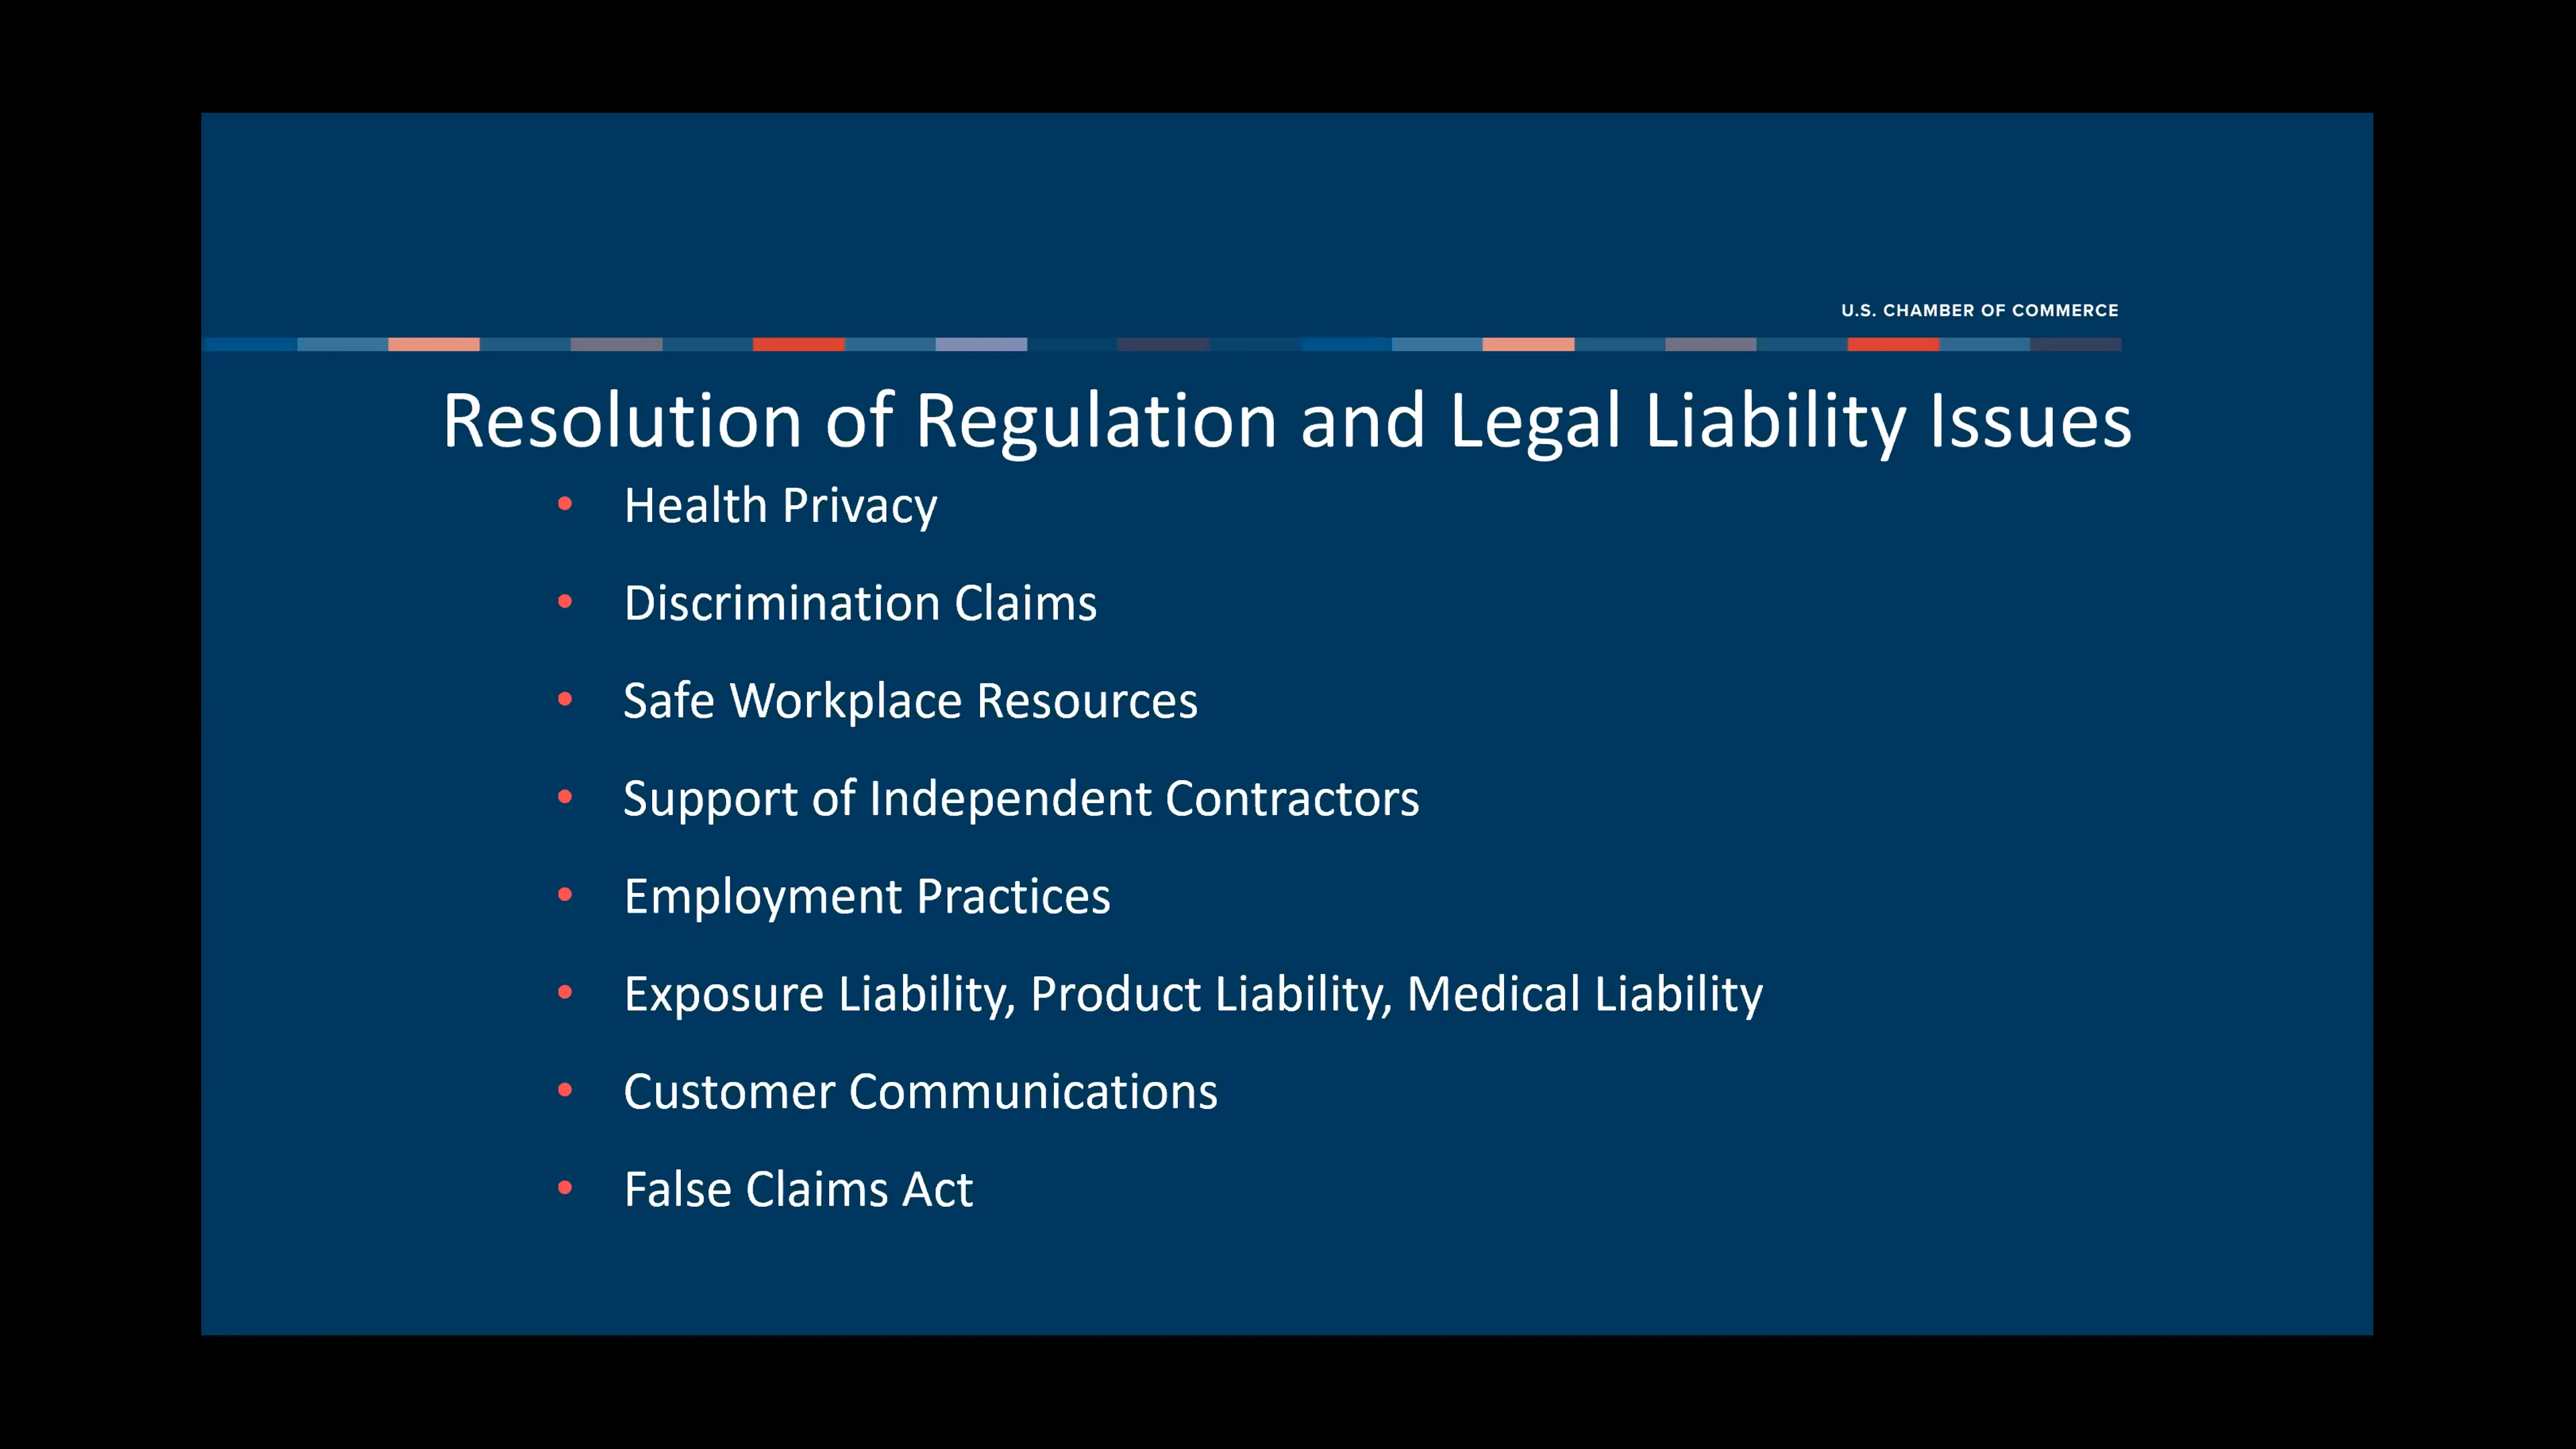 U.S. CHAMBER OF COMMERCE
Resolution of Regulation and Legal Liability Issues
• Health Privacy
• Discrimination Claims
• Safe Workplace Resources
• Support of Independent Contractors
• Employment Practices
• Exposure Liability, Product Liability, Medical Liability
• Customer Communications
• False Claims Act